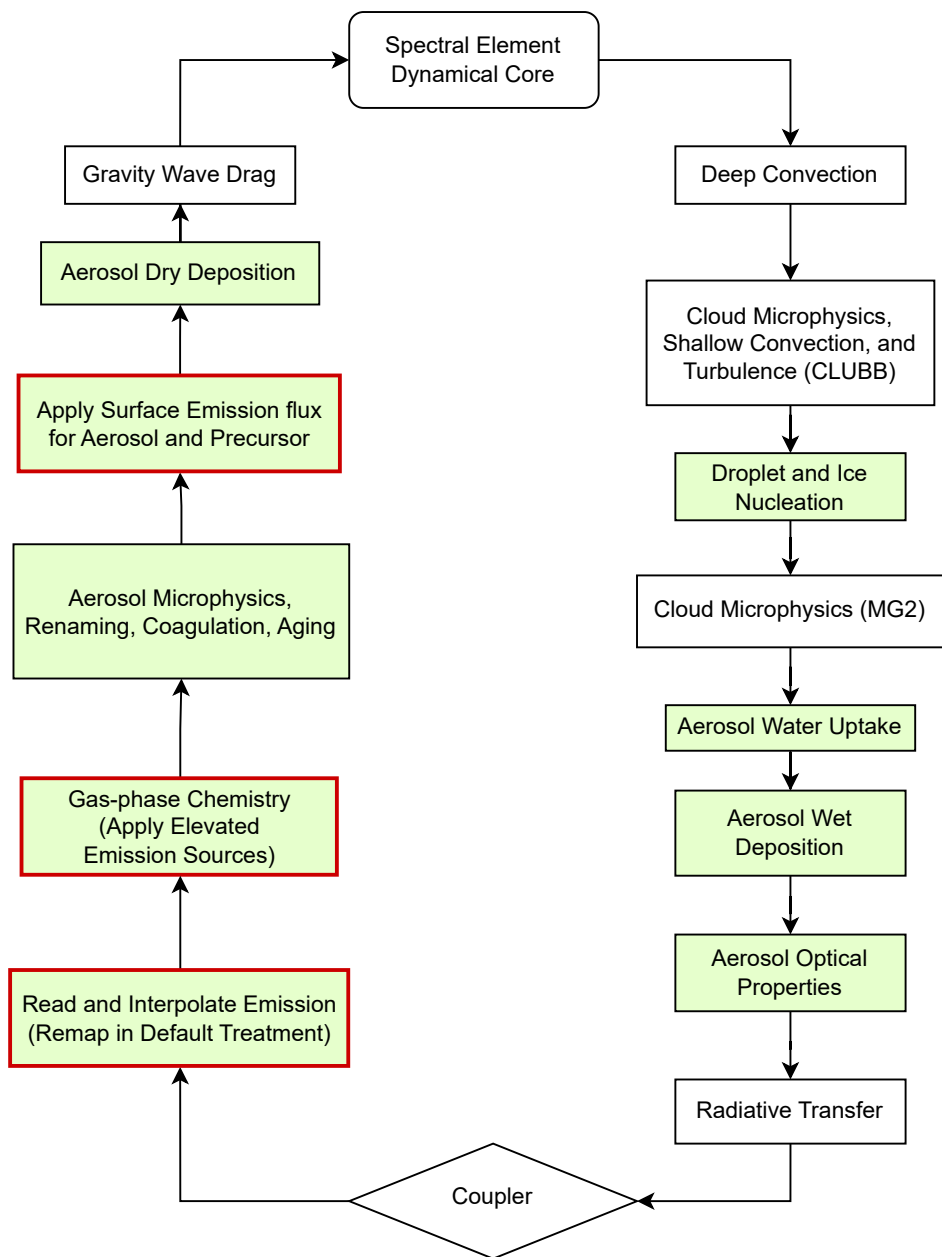 Spectral Element
Dynamical Core
Deep Convection
Cloud Microphysics,
Shallow Convection, and
Turbulence (CLUBB)
Droplet and Ice
Nucleation
Cloud Microphysics (MG2)
Aerosol Water Uptake
Aerosol Wet
Deposition
Aerosol Optical
Properties
Radiative Transfer
Coupler
Read and Interpolate Emission
(Remap in Default Treatment)
Gas-phase Chemistry
(Apply Elevated
Emission Sources)
Aerosol Microphysics,
Renaming, Coagulation, Aging
Apply Surface Emission flux
for Aerosol and Precursor
Aerosol Dry Deposition
Gravity Wave Drag